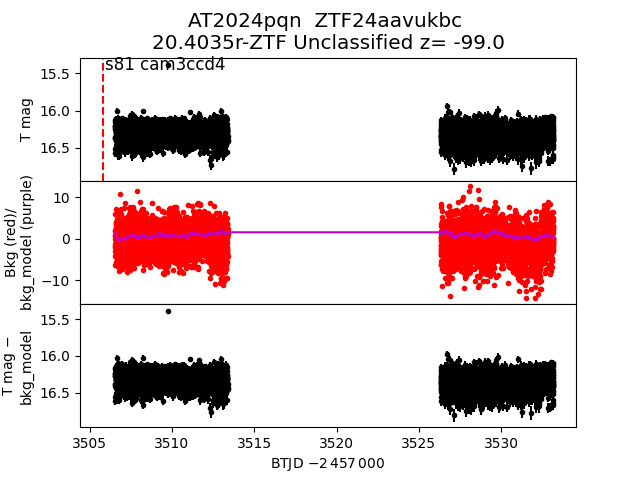 AT2024pqn  ZTF24aavukbc
20.4035r-ZTF Unclassified z= -99.0
s81 cam3ccd4
15.5
16.0
16.5
T mag
10
0
−10
Bkg (red)/
bkg_model (purple)
15.5
16.0
16.5
T mag −
bkg_model
3505 3510 3515 3520 3525 3530
BTJD −2 457 000